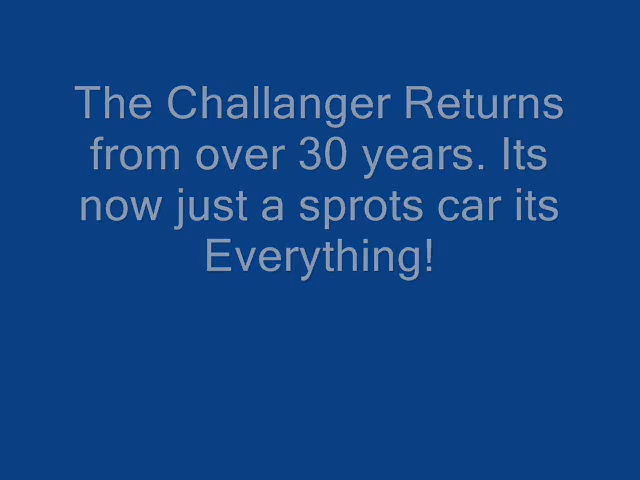 The Challanger Returns
from over 30 years. Its
now just a sprots car its
Everything!